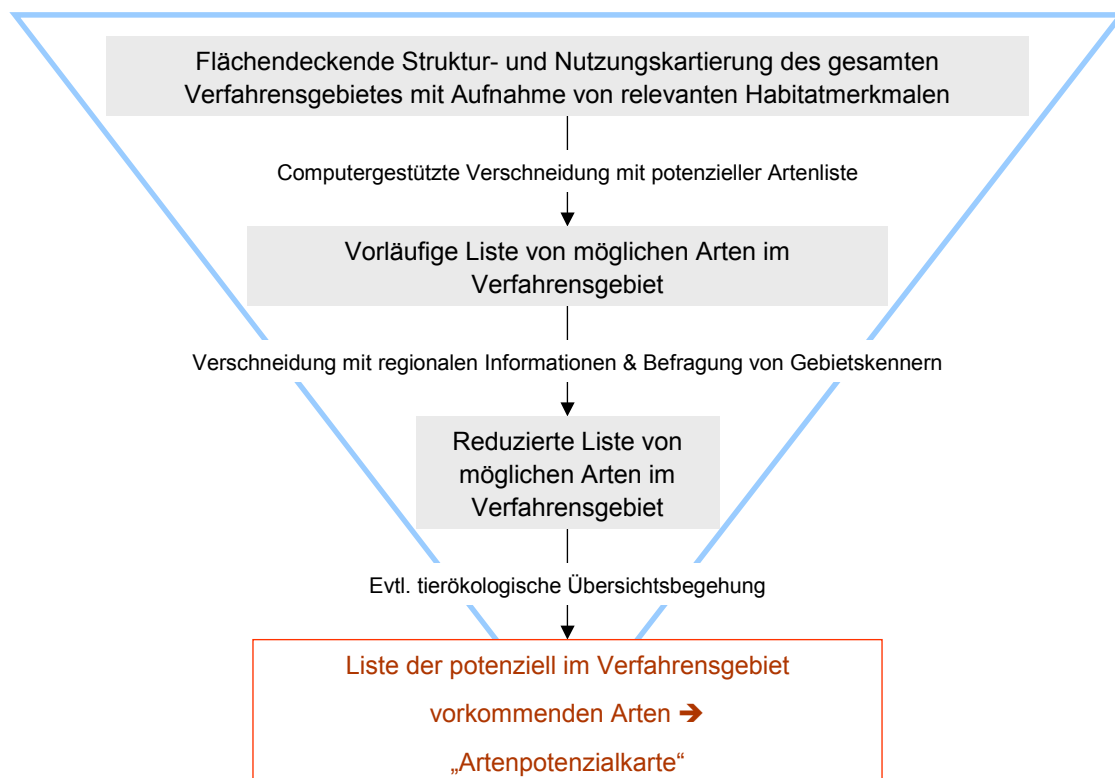 Flächendeckende Struktur- und Nutzungskartierung des gesamten
Verfahrensgebietes mit Aufnahme von relevanten Habitatmerkmalen
Computergestützte Verschneidung mit potenzieller Artenliste
Vorläufige Liste von möglichen Arten im
Verfahrensgebiet
Verschneidung mit regionalen Informationen & Befragung von Gebietskennern
Reduzierte Liste von
möglichen Arten im
Verfahrensgebiet
Evtl. tierökologische Übersichtsbegehung
Liste der potenziell im Verfahrensgebiet
vorkommenden Arten ➔
„Artenpotenzialkarte“